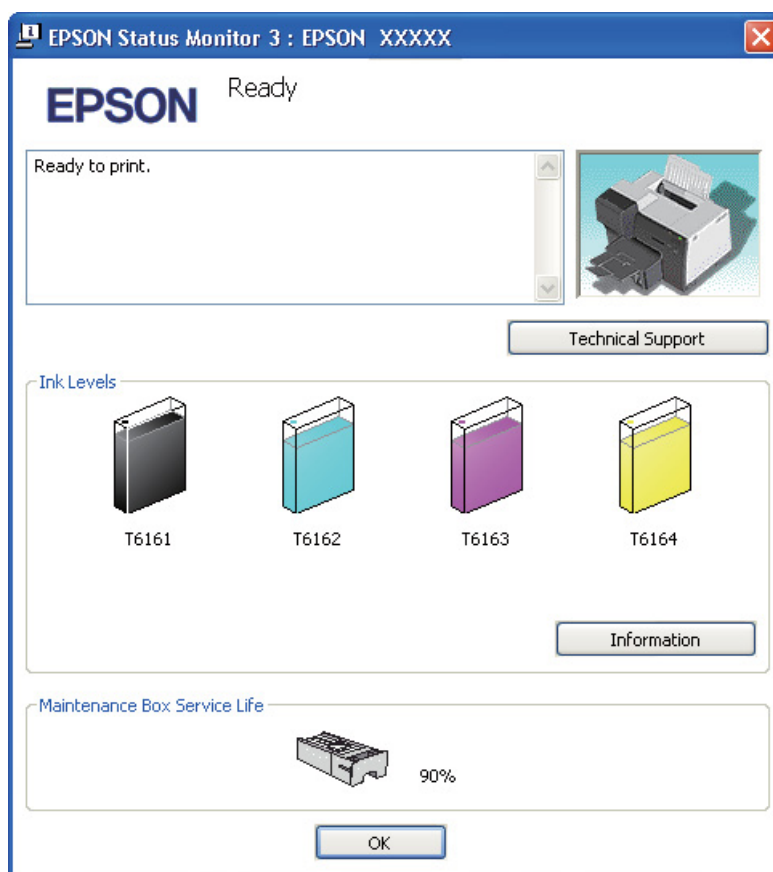 EPSON Status Monitor 3 : EPSON XXXXX
EPSON
Ready
Ready to print.
Technical Support
Ink Levels
T6161
T6162
T6163
T6164
Information
Maintenance Box Service Life
90%
OK